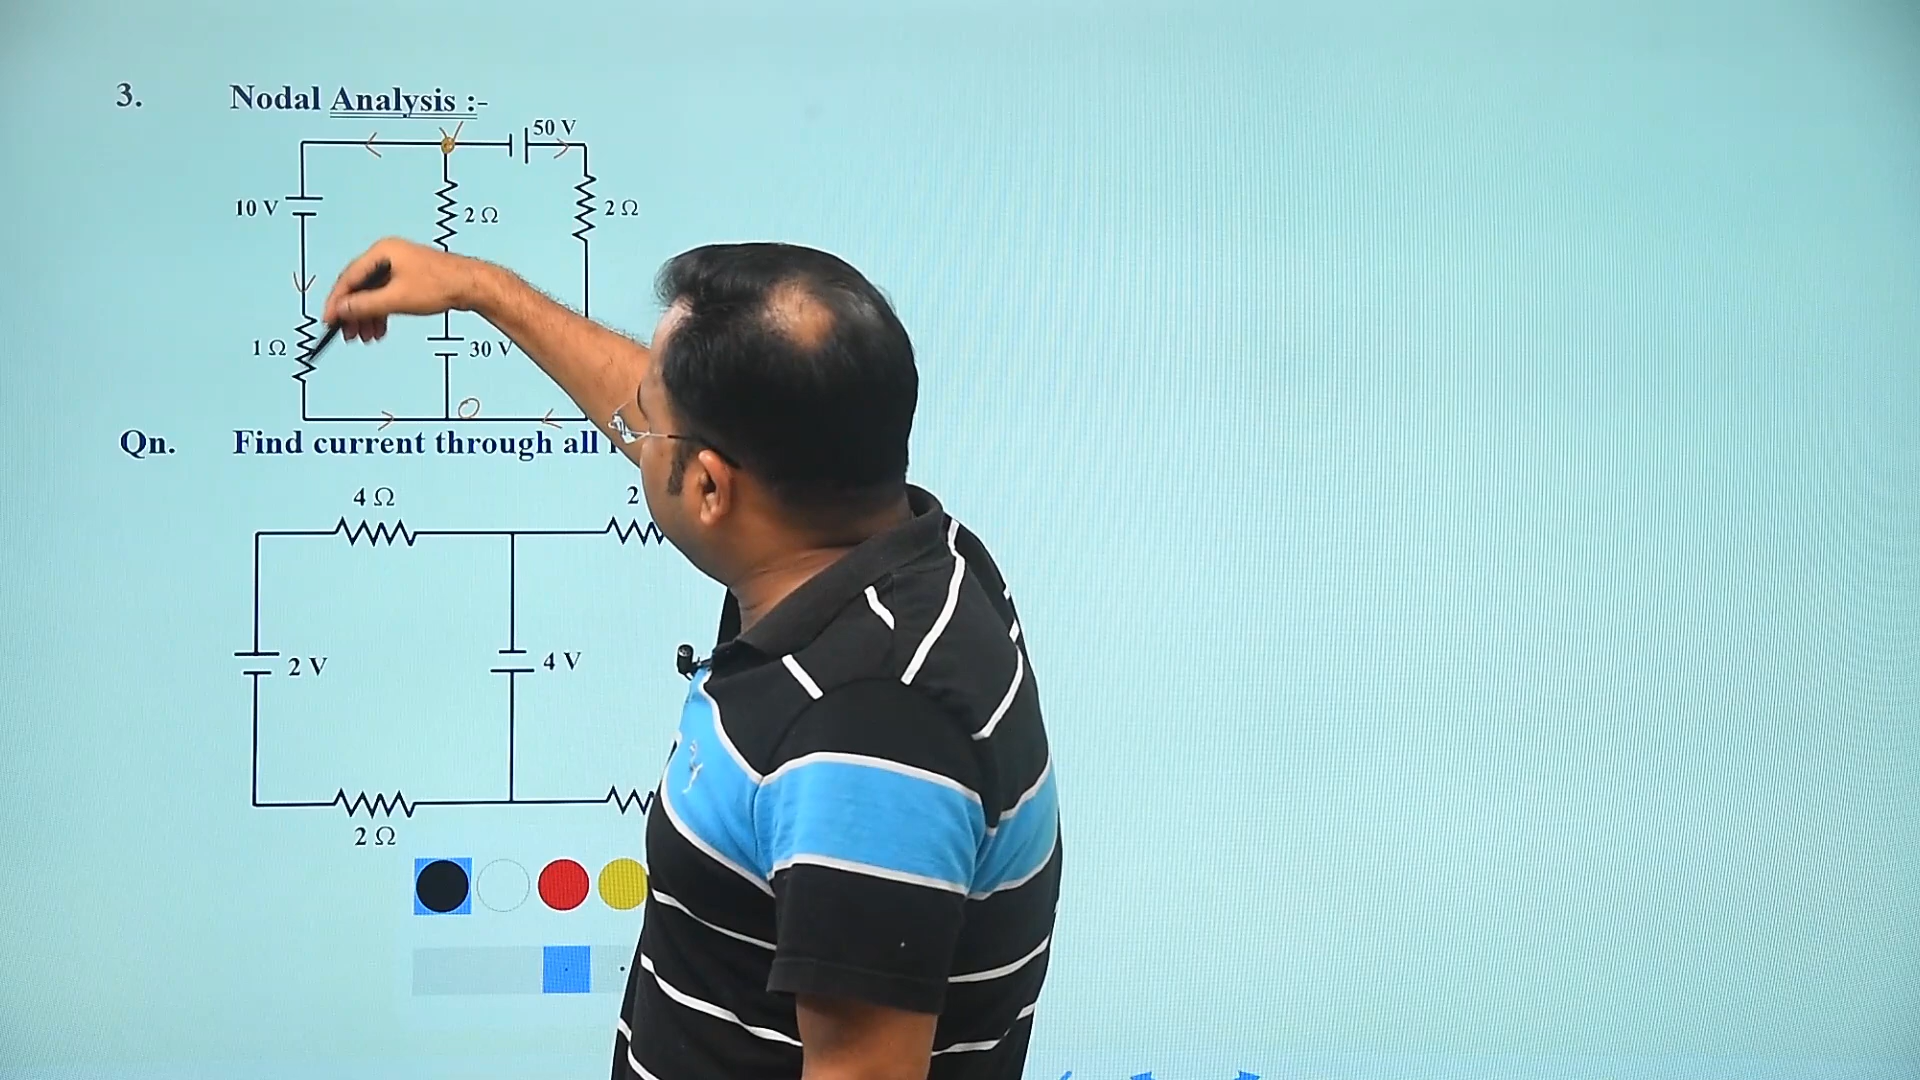 3. Nodal Analysis :-
50 V
10 V
2 Ω
2 Ω
V
1 Ω
30 V
0
Qn. Find current through all
4 Ω
2
2 V
4 V
2 Ω